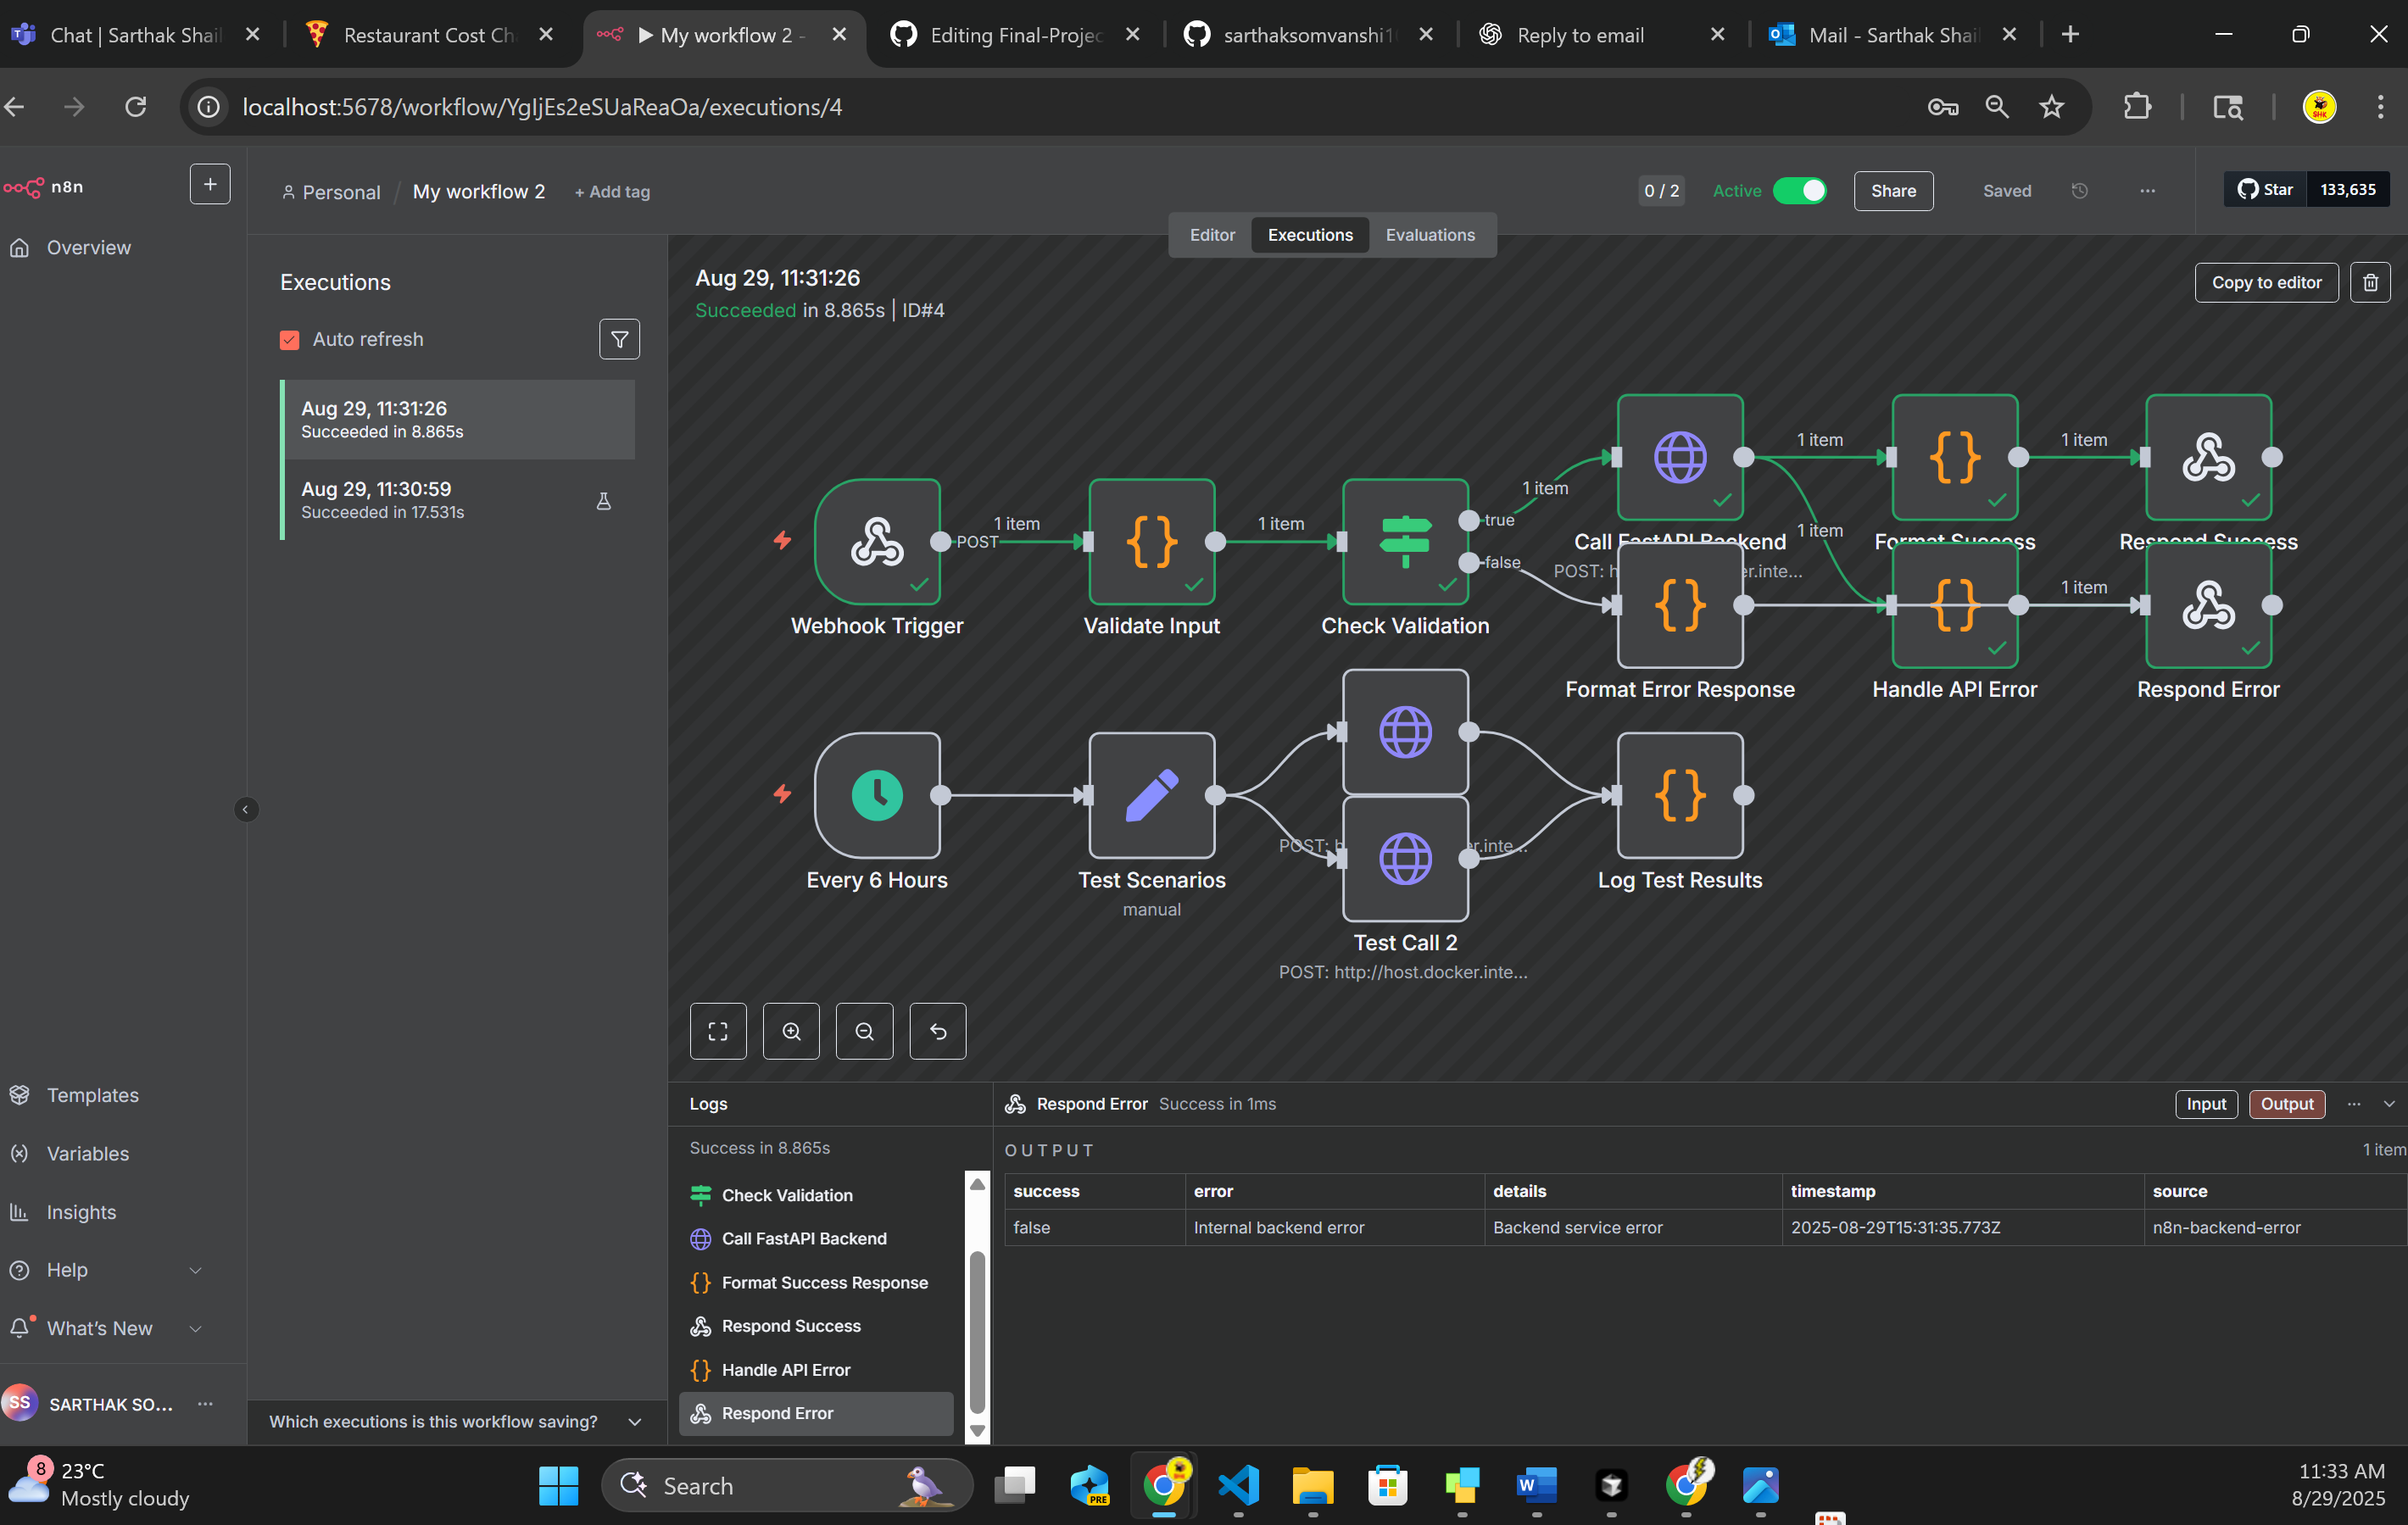 Chat | Sarthak Shail
Restaurant Cost Ch
My workflow 2 -
Editing Final-Projec
sarthaksomvanshi1
Reply to email
Mail - Sarthak Shail
localhost:5678/workflow/YgIjEs2eSUaReaOa/executions/4
n8n
Personal / My workflow 2 + Add tag
0 / 2
Active
Share
Saved
Star 133,635
Editor
Executions
Evaluations
Overview
Executions
Auto refresh
Aug 29, 11:31:26
Succeeded in 8.865s
Aug 29, 11:30:59
Succeeded in 17.531s
Aug 29, 11:31:26
Succeeded in 8.865s | ID#4
Copy to editor
1 item
1 item
1 item
POST
1 item
1 item
true
false
1 item
Call FastAPI Backend
Format Success
Respond Success
POST: h
er.inte...
1 item
Webhook Trigger
Validate Input
Check Validation
Format Error Response
Handle API Error
Respond Error
POST: h
er.inte...
Every 6 Hours
Test Scenarios
manual
Log Test Results
Test Call 2
POST: http://host.docker.inte...
Templates
Variables
Insights
Help
What's New
SS
SARTHAK SO...
Which executions is this workflow saving?
Logs
Success in 8.865s
Check Validation
Call FastAPI Backend
Format Success Response
Respond Success
Handle API Error
Respond Error
Respond Error Success in 1ms
Input
Output
OUTPUT
1 item
success error details timestamp source
false Internal backend error Backend service error 2025-08-29T15:31:35.773Z n8n-backend-error
8
23°C
Mostly cloudy
Search
PRE
11:33 AM
8/29/2025